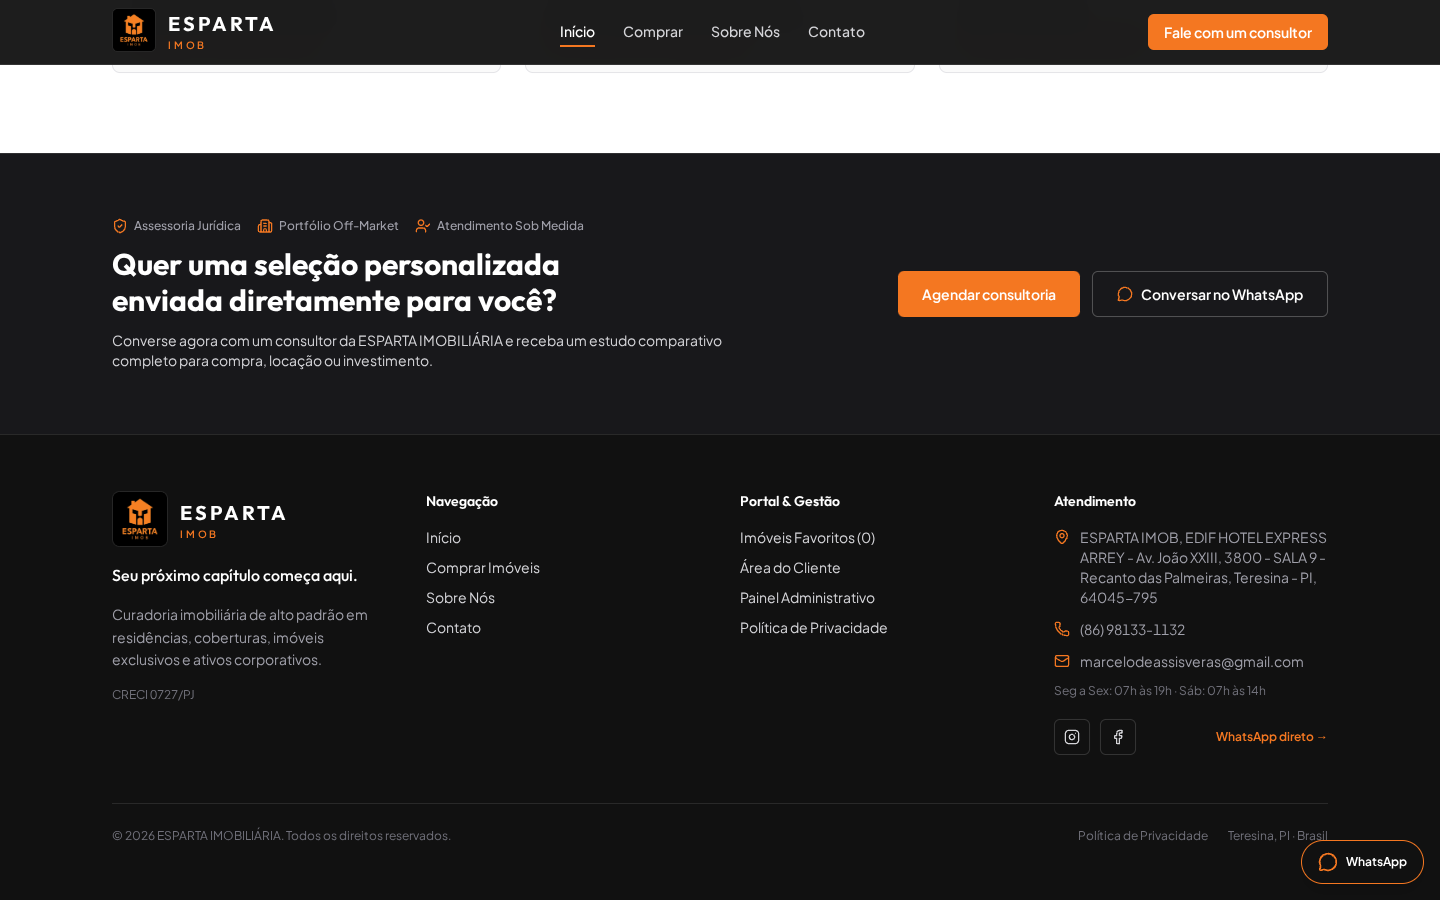 ESPARTA
IMOB
ESPARTA
IMOB
Início
Comprar
Sobre Nós
Contato
Fale com um consultor
Assessoria Jurídica
Portfólio Off-Market
Atendimento Sob Medida
Quer uma seleção personalizada
enviada diretamente para você?
Converse agora com um consultor da ESPARTA IMOBILIÁRIA e receba um estudo comparativo
completo para compra, locação ou investimento.
Agendar consultoria
Conversar no WhatsApp
ESPARTA
IMOB
ESPARTA
IMOB
Seu próximo capítulo começa aqui.
Curadoria imobiliária de alto padrão em
residências, coberturas, imóveis
exclusivos e ativos corporativos.
CRECI 0727/PJ
Navegação
Início
Comprar Imóveis
Sobre Nós
Contato
Portal & Gestão
Imóveis Favoritos (0)
Área do Cliente
Painel Administrativo
Política de Privacidade
Atendimento
ESPARTA IMOB, EDIF HOTEL EXPRESS
ARREY - Av. João XXIII, 3800 - SALA 9 -
Recanto das Palmeiras, Teresina - PI,
64045-795
(86) 98133-1132
marcelodeassisveras@gmail.com
Seg a Sex: 07h às 19h · Sáb: 07h às 14h
WhatsApp direto →
© 2026 ESPARTA IMOBILIÁRIA. Todos os direitos reservados.
Política de Privacidade
Teresina, PI · Brasil
WhatsApp